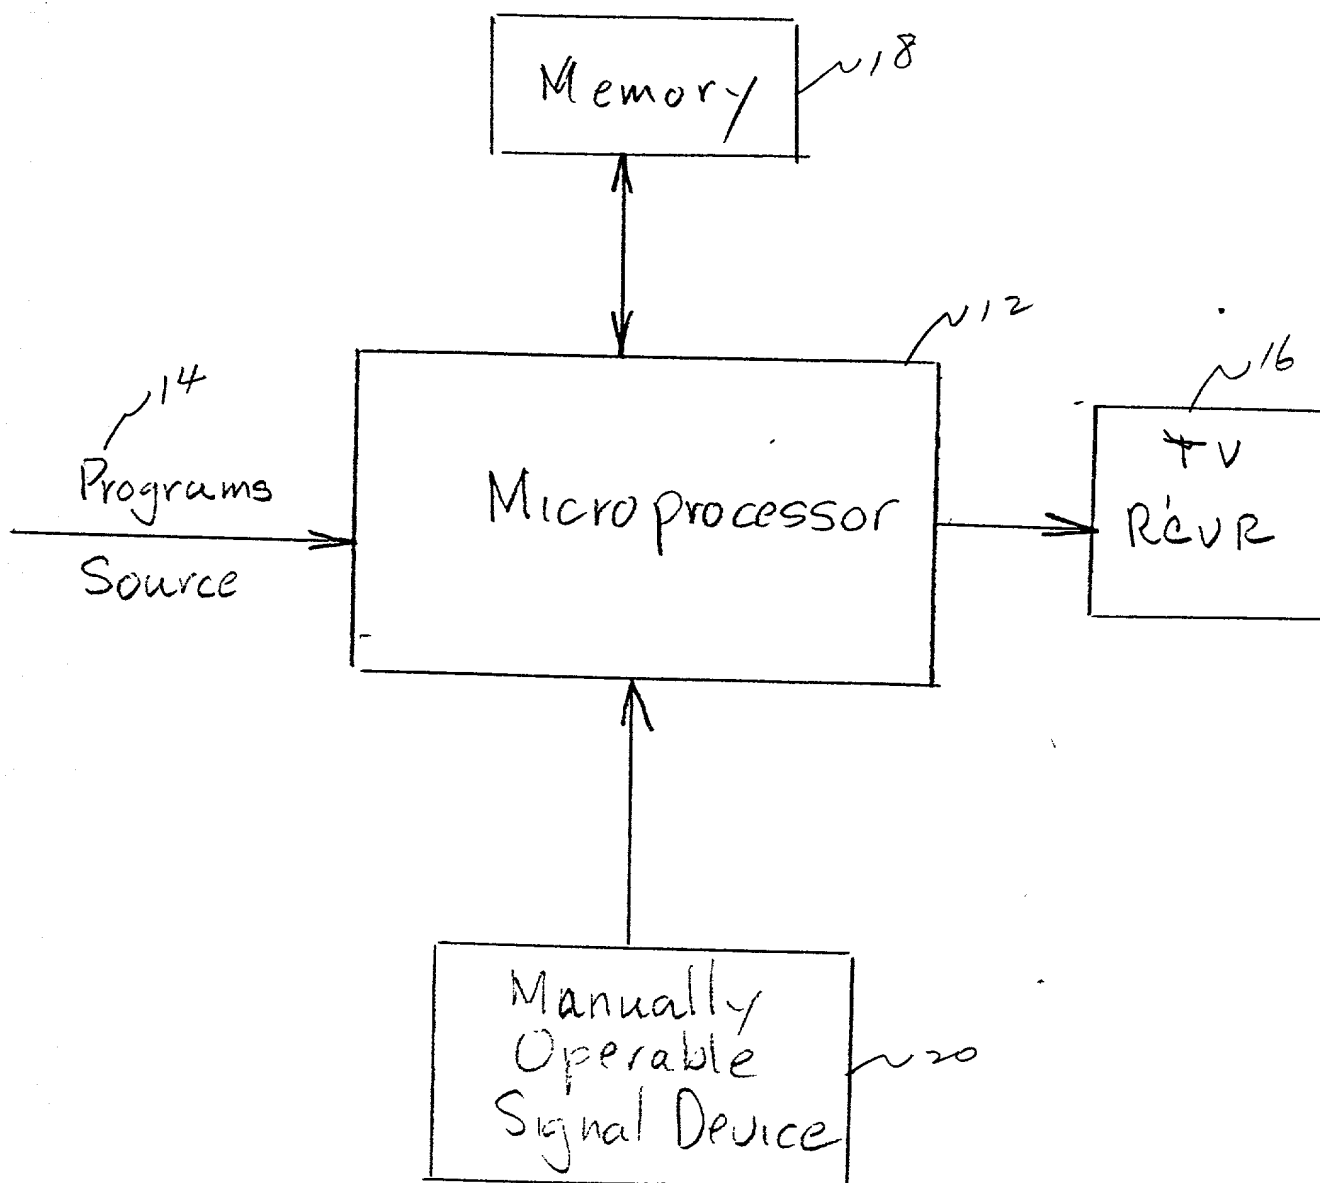 Memory
18
12
14
16
Programs
Source
Microprocessor
TV
RCVR
Manually
Operable
Signal Device
20